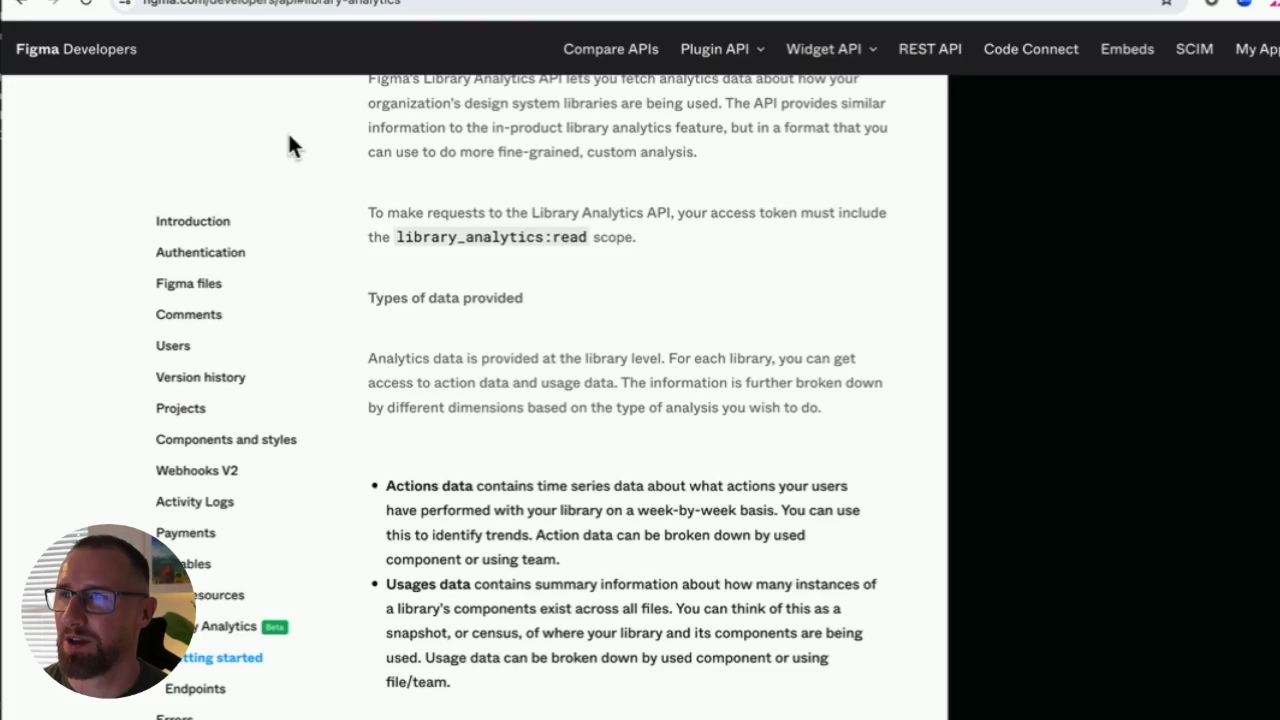 figma.com/developers/api#library-analytics
Figma Developers
Compare APIs
Plugin API
Widget API
REST API
Code Connect
Embeds
SCIM
My
Figma's Library Analytics API lets you fetch analytics data about how your
organization's design system libraries are being used. The API provides similar
information to the in-product library analytics feature, but in a format that you
can use to do more fine-grained, custom analysis.
To make requests to the Library Analytics API, your access token must include
the library_analytics:read scope.
Types of data provided
Analytics data is provided at the library level. For each library, you can get
access to action data and usage data. The information is further broken down
by different dimensions based on the type of analysis you wish to do.
• Actions data contains time series data about what actions your users
have performed with your library on a week-by-week basis. You can use
this to identify trends. Action data can be broken down by used
component or using team.
• Usages data contains summary information about how many instances of
a library's components exist across all files. You can think of this as a
snapshot, or census, of where your library and its components are being
used. Usage data can be broken down by used component or using
file/team.
Introduction
Authentication
Figma files
Comments
Users
Version history
Projects
Components and styles
Webhooks V2
Activity Logs
Payments
Analytics Beta
Endpoints
Errors